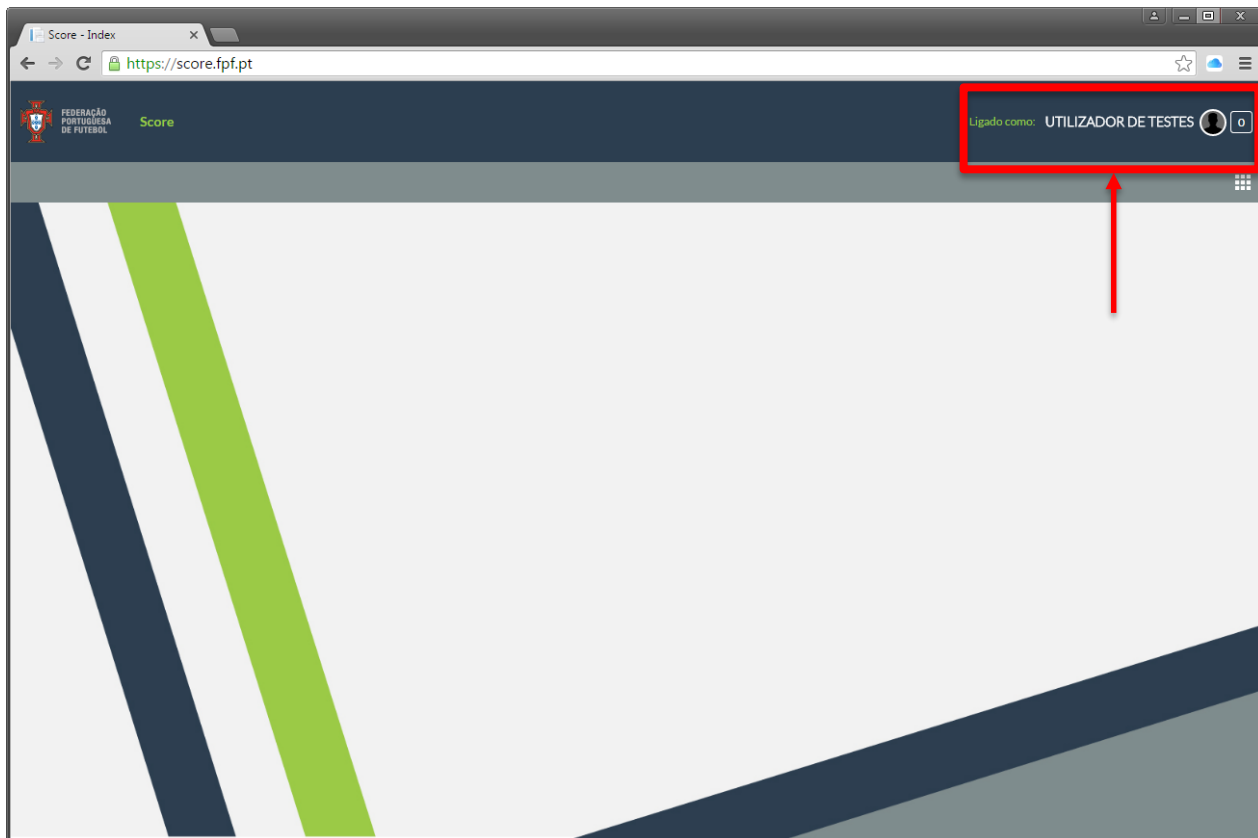 Score - Index
https://score.fpf.pt
FEDERAÇÃO
PORTUGUESA
DE FUTEBOL
Score
Ligado como: UTILIZADOR DE TESTES 0